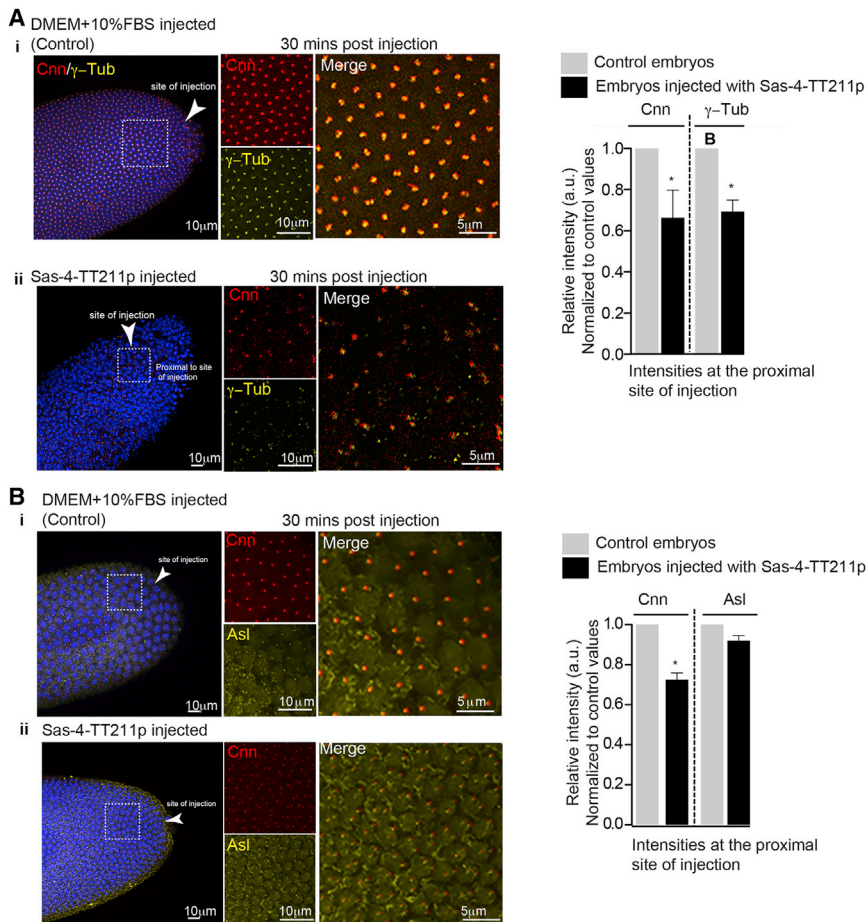 A
DMEM+10%FBS injected
i (Control)
30 mins post injection
Cnn/γ–Tub
site of injection
10μm
Cnn
γ–Tub
10μm
Merge
5μm
ii Sas-4-TT211p injected
30 mins post injection
site of injection
Proximal to site
of injection
10μm
Cnn
γ–Tub
10μm
Merge
5μm
Control embryos
Embryos injected with Sas-4-TT211p
Cnn
γ–Tub
B
Relative intensity (a.u.)
Normalized to control values
1.0
0.8
0.6
0.4
0.2
0
*
*
Intensities at the proximal
site of injection
B
DMEM+10%FBS injected
i (Control)
30 mins post injection
site of injection
10μm
Cnn
Asl
10μm
Merge
5μm
ii Sas-4-TT211p injected
site of injection
10μm
Cnn
Asl
10μm
Merge
5μm
Control embryos
Embryos injected with Sas-4-TT211p
Cnn
Asl
Relative intensity (a.u.)
Normalized to control values
1.0
0.8
0.6
0.4
0.2
0
*
Intensities at the proximal
site of injection